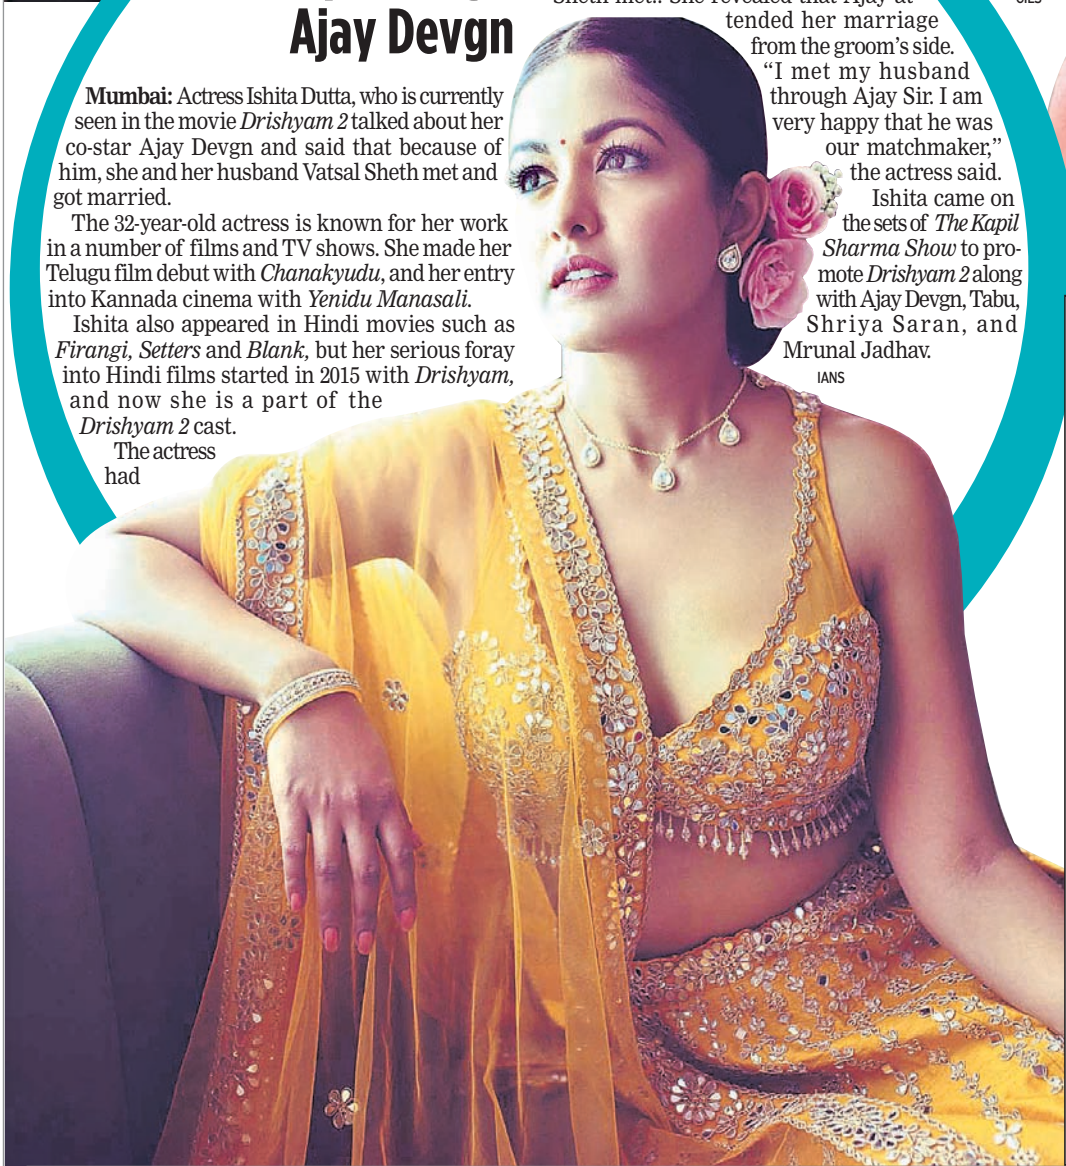 Ajay Devgn
Mumbai: Actress Ishita Dutta, who is currently
seen in the movie Drishyam 2 talked about her
co-star Ajay Devgn and said that because of
him, she and her husband Vatsal Sheth met and
got married.
The 32-year-old actress is known for her work
in a number of films and TV shows. She made her
Telugu film debut with Chanakyudu, and her entry
into Kannada cinema with Yenidu Manasali.
Ishita also appeared in Hindi movies such as
Firangi, Setters and Blank, but her serious foray
into Hindi films started in 2015 with Drishyam,
and now she is a part of the
Drishyam 2 cast.
The actress
had
Sheth met.. She revealed that Ajay at-
tended her marriage
from the groom's side.
“I met my husband
through Ajay Sir. I am
very happy that he was
our matchmaker,”
the actress said.
Ishita came on
the sets of The Kapil
Sharma Show to pro-
mote Drishyam 2 along
with Ajay Devgn, Tabu,
Shriya Saran, and
Mrunal Jadhav.
IANS